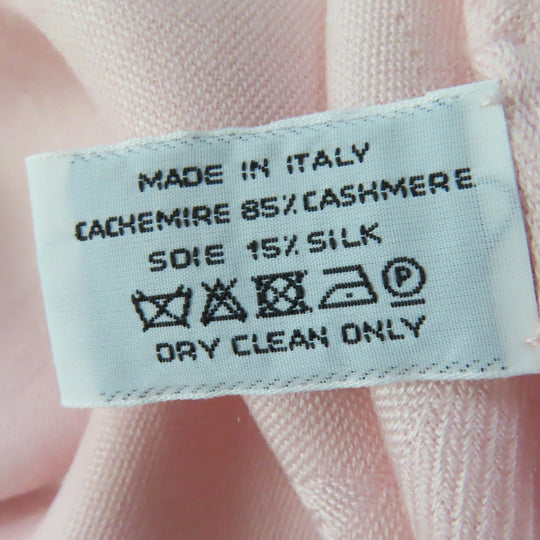 MADE IN ITALY
CACHEMIRE 85% CASHMERE
SOIE 15% SILK
P
DRY CLEAN ONLY